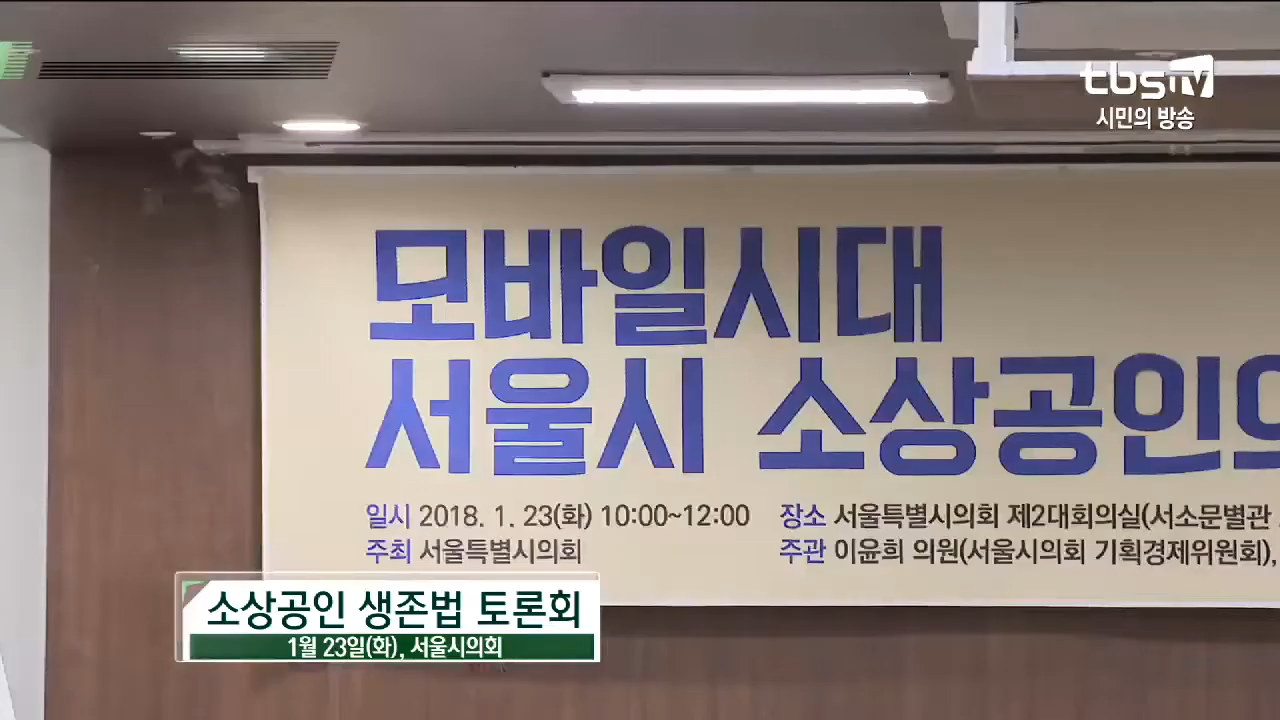 tbsTV
시민의 방송
모바일시대
서울시 소상공인의
일시 2018. 1. 23(화) 10:00~12:00 장소 서울특별시의회 제2대회의실(서소문별관
주최 서울특별시의회 주관 이윤희 의원(서울시의회 기획경제위원회),
소상공인 생존법 토론회
1월 23일(화), 서울시의회